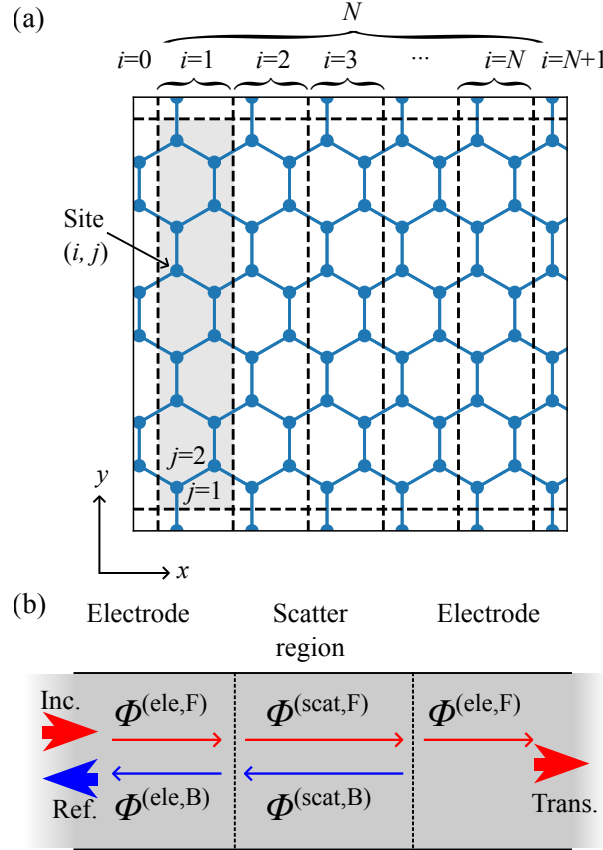 (a)
N
i=0 i=1 i=2 i=3 ... i=N i=N+1
Site
(i, j)
j=2
j=1
y
x
(b)
Electrode Scatter region Electrode
Inc. Φ(ele,F) Φ(scat,F) Φ(ele,F)
Ref. Φ(ele,B) Φ(scat,B) Trans.